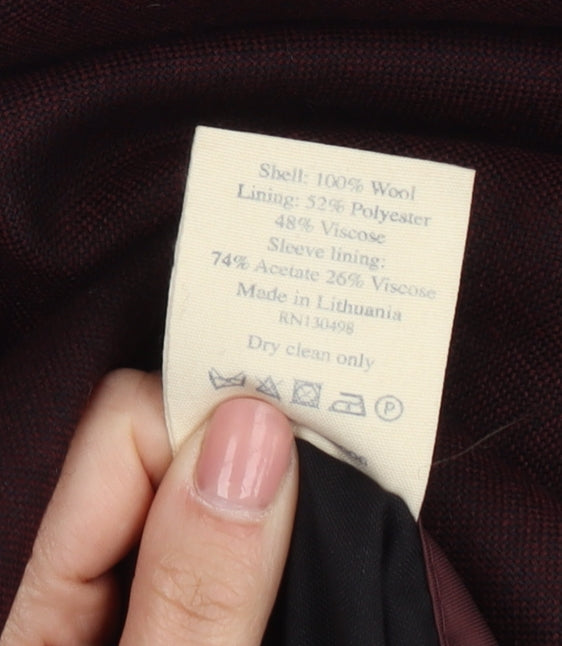 Shell: 100% Wool
Lining: 52% Polyester
48% Viscose
Sleeve lining:
74% Acetate 26% Viscose
Made in Lithuania
RN130498
Dry clean only
P